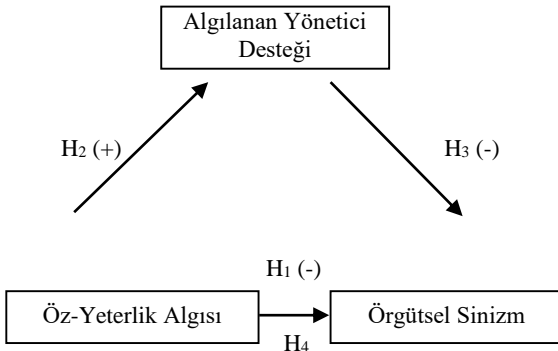 Algılanan Yönetici
Desteği
H₂ (+)
H₃ (-)
H₁ (-)
Öz-Yeterlik Algısı
Örgütsel Sinizm
H₄